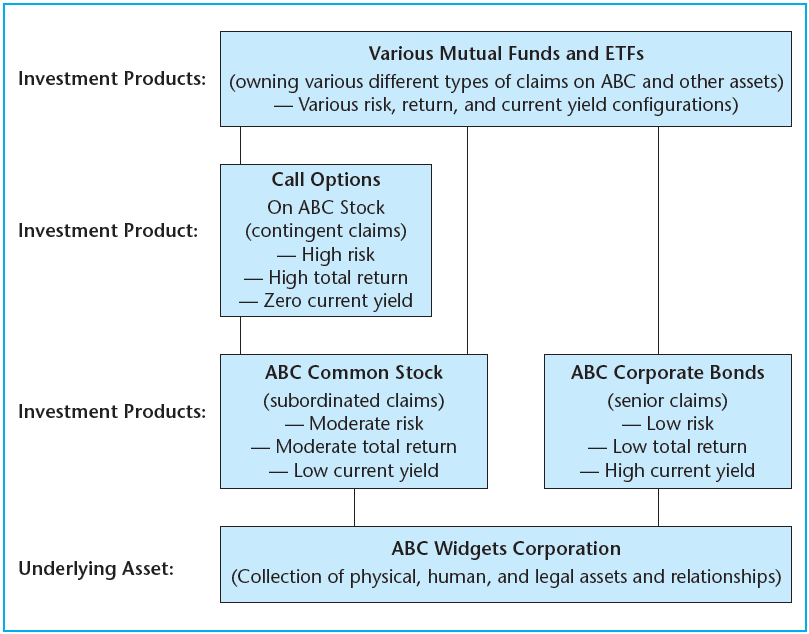 Various Mutual Funds and ETFs
Investment Products:
(owning various different types of claims on ABC and other assets)
— Various risk, return, and current yield configurations)
Call Options
On ABC Stock
Investment Product:
(contingent claims)
— High risk
— High total return
— Zero current yield
ABC Common Stock
ABC Corporate Bonds
Investment Products:
(subordinated claims)
— Moderate risk
— Moderate total return
— Low current yield
(senior claims)
— Low risk
— Low total return
— High current yield
ABC Widgets Corporation
Underlying Asset:
(Collection of physical, human, and legal assets and relationships)